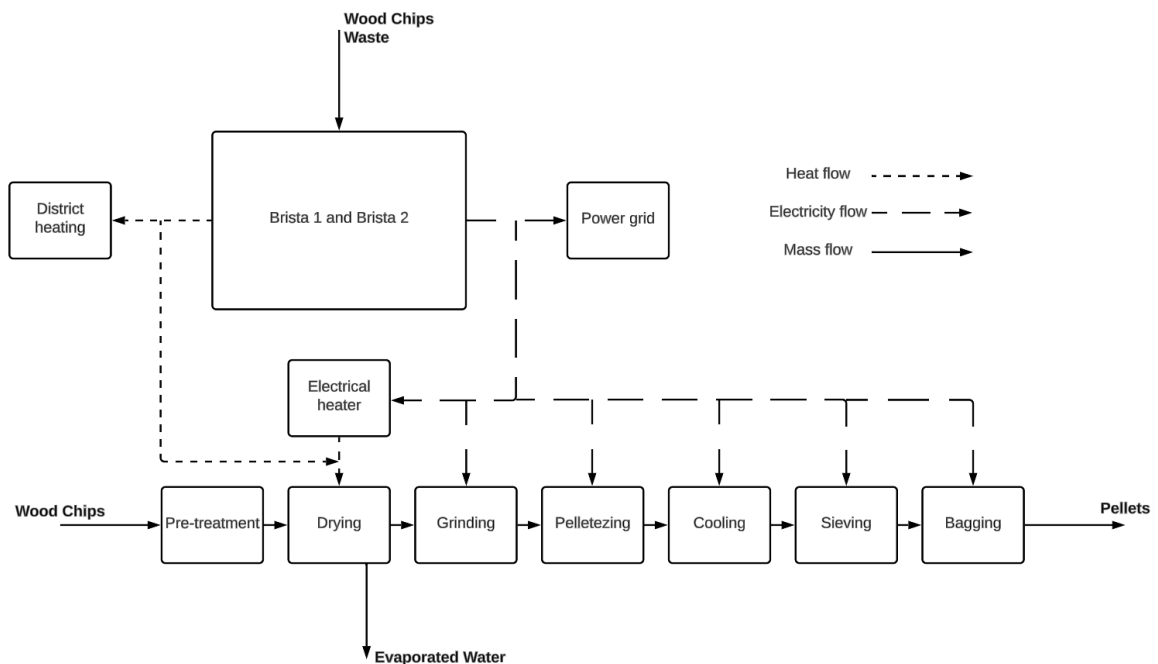 Wood Chips
Waste
District
heating
Brista 1 and Brista 2
Power grid
Heat flow
Electricity flow
Mass flow
Electrical
heater
Wood Chips
Pre-treatment
Drying
Grinding
Pelletezing
Cooling
Sieving
Bagging
Pellets
Evaporated Water